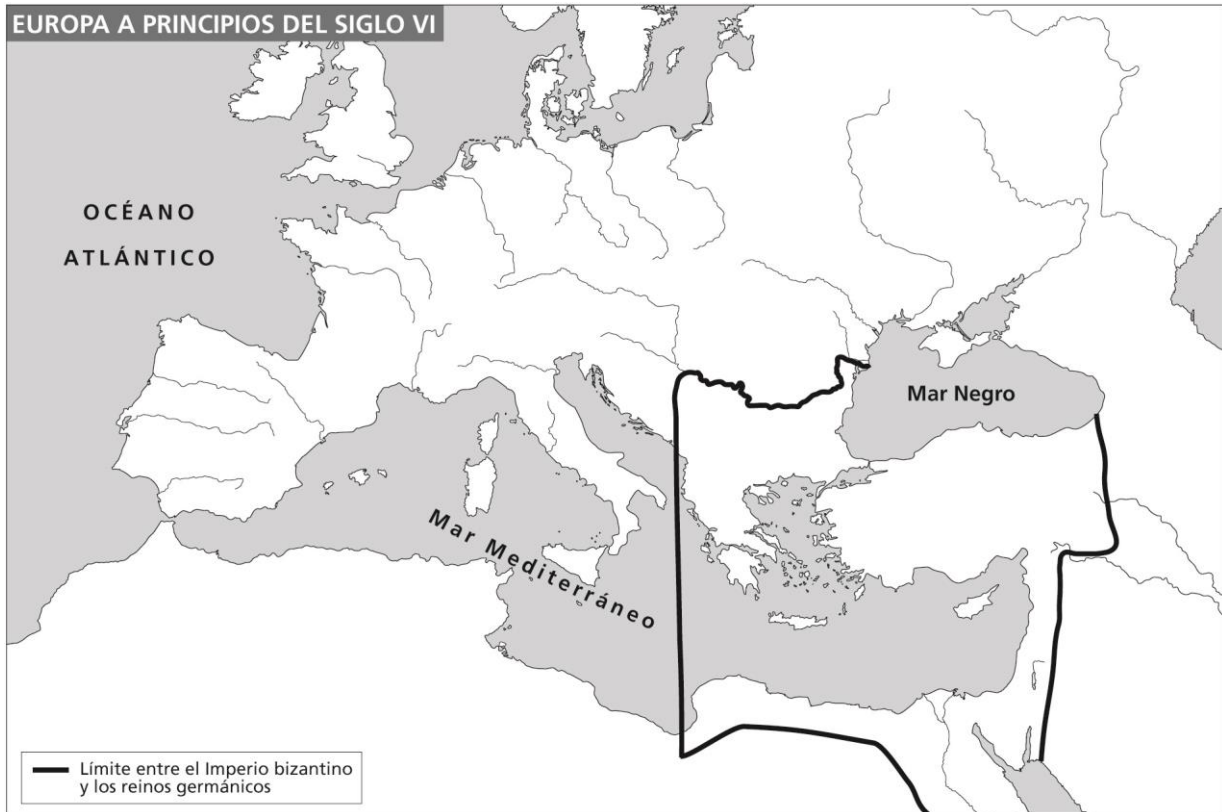 EUROPA A PRINCIPIOS DEL SIGLO VI
OCÉANO
ATLÁNTICO
Mar Negro
Mar Mediterráneo
Límite entre el Imperio bizantino
y los reinos germánicos